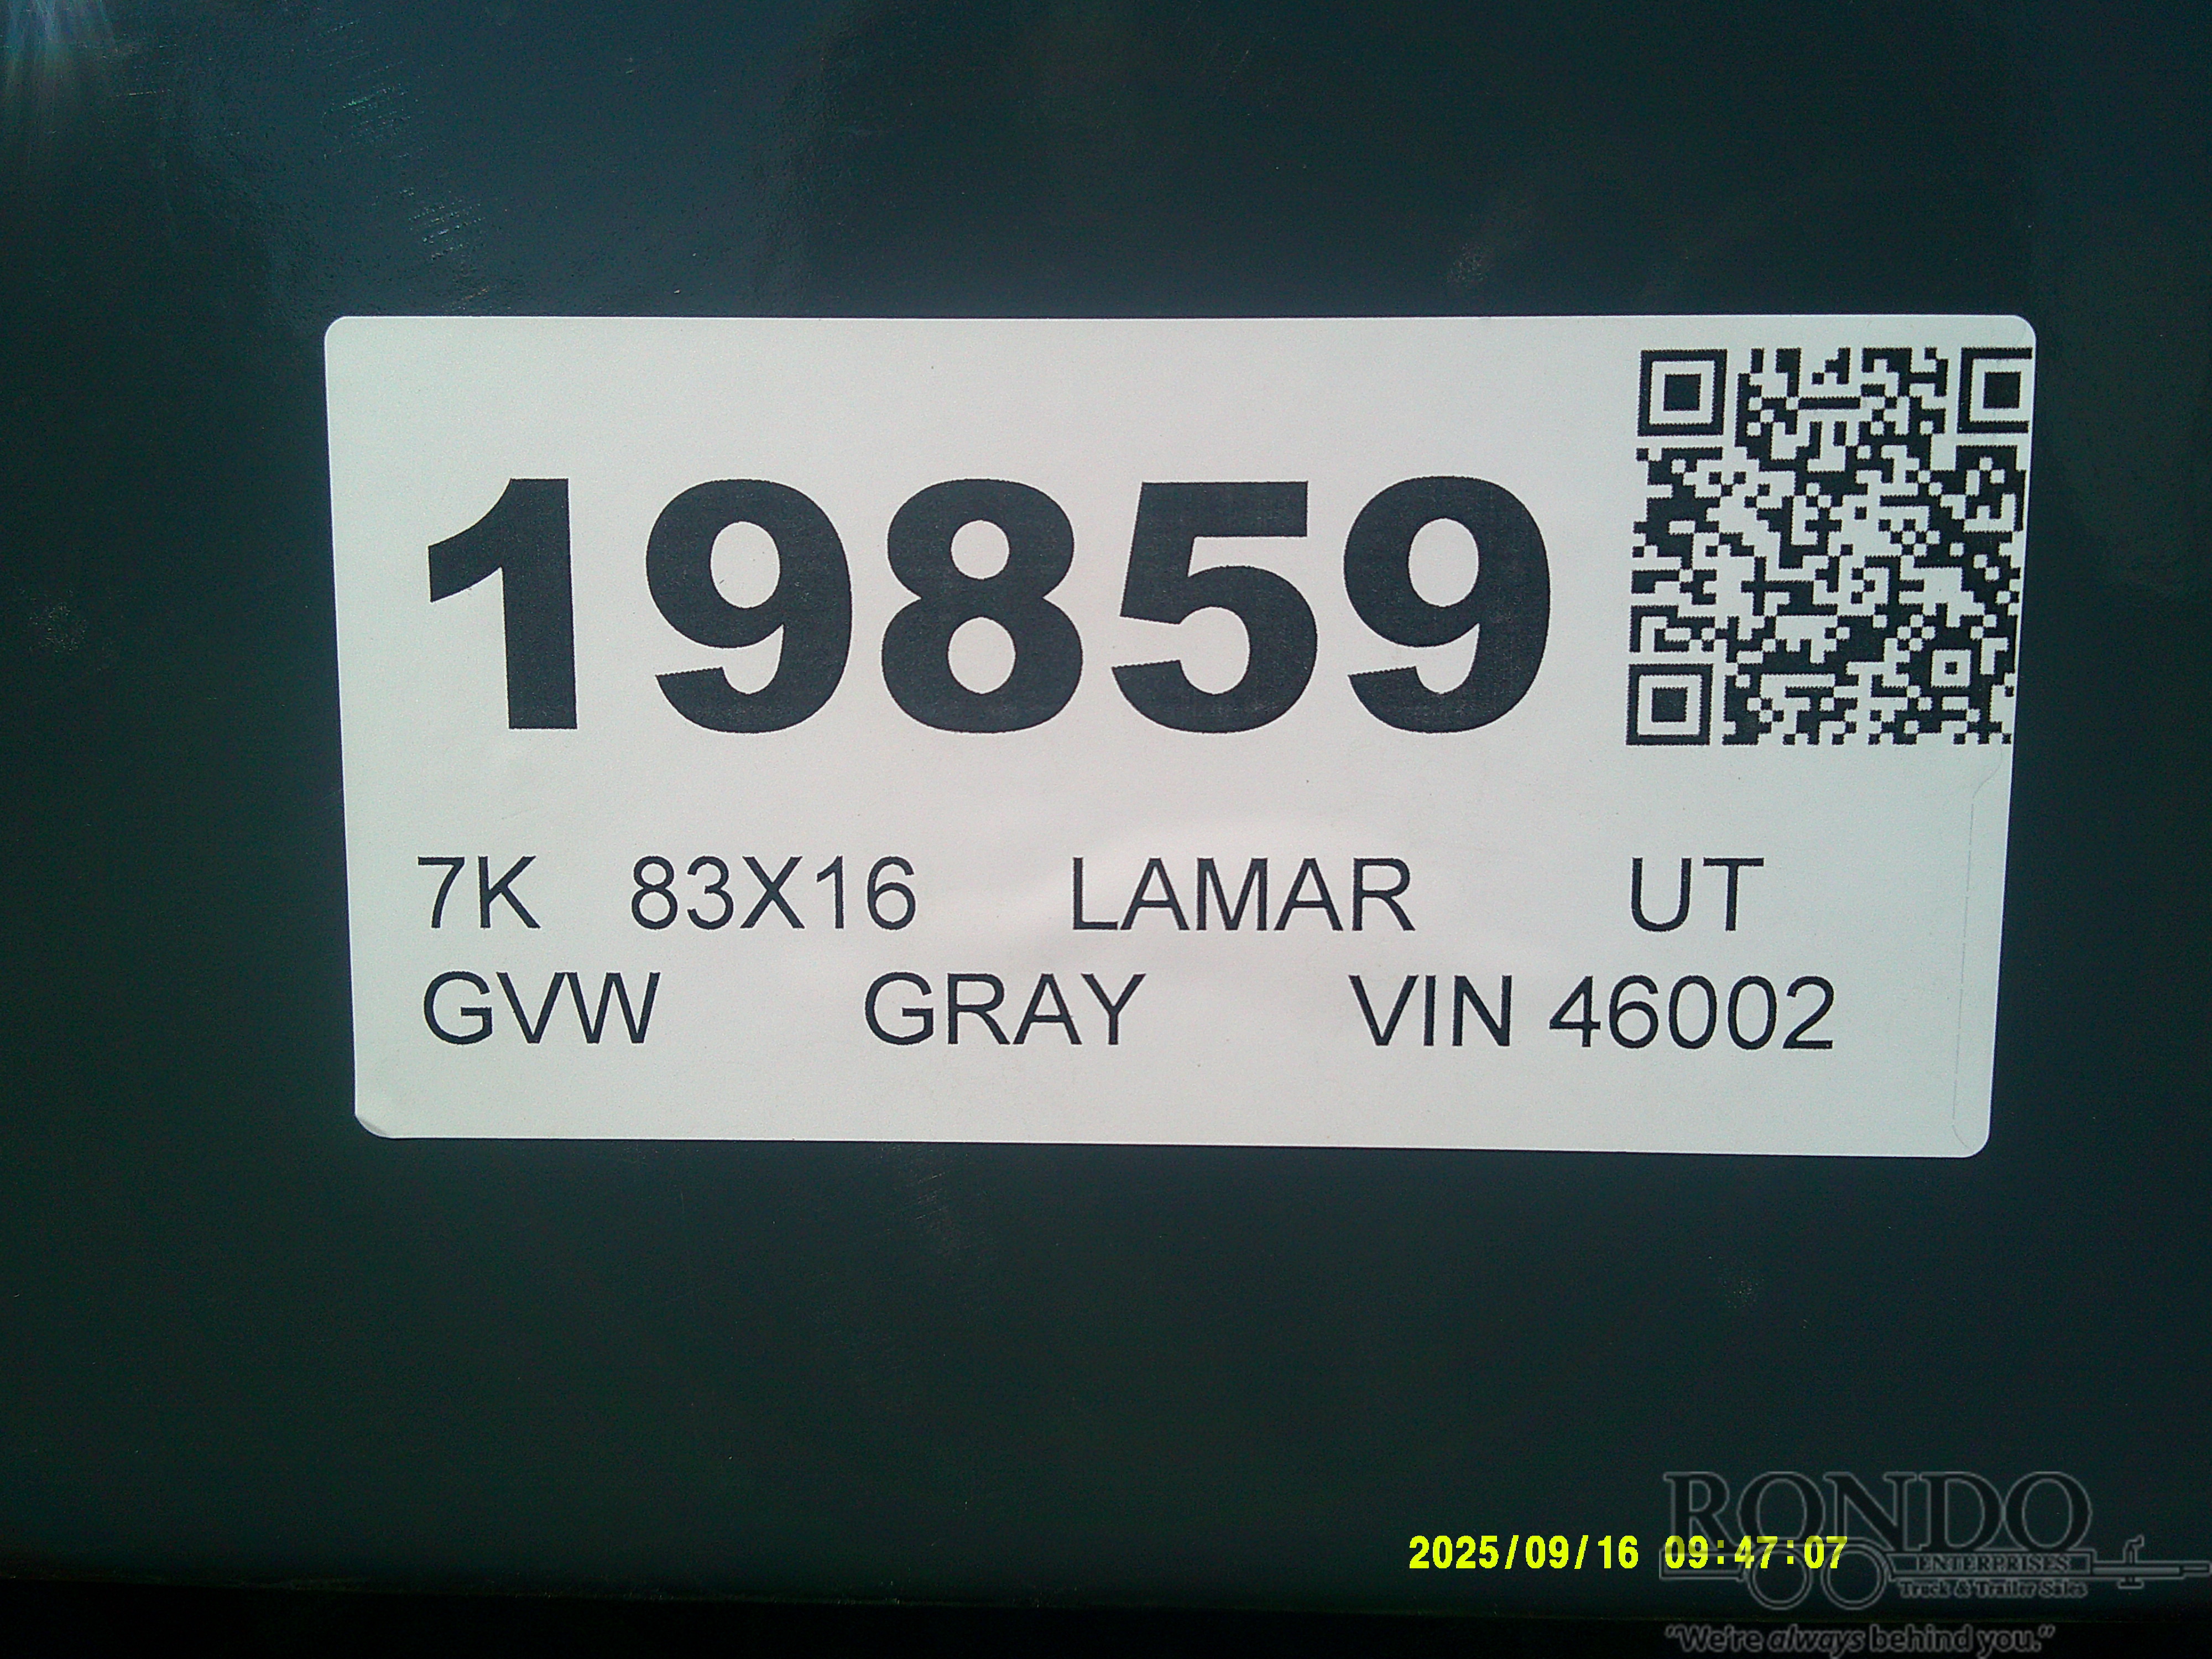 19859
7K 83X16 LAMAR UT
GVW GRAY VIN 46002
2025/09/16 09:47:07
RONDO
ENTERPRISES
Truck & Trailer Sales
"We're always behind you."